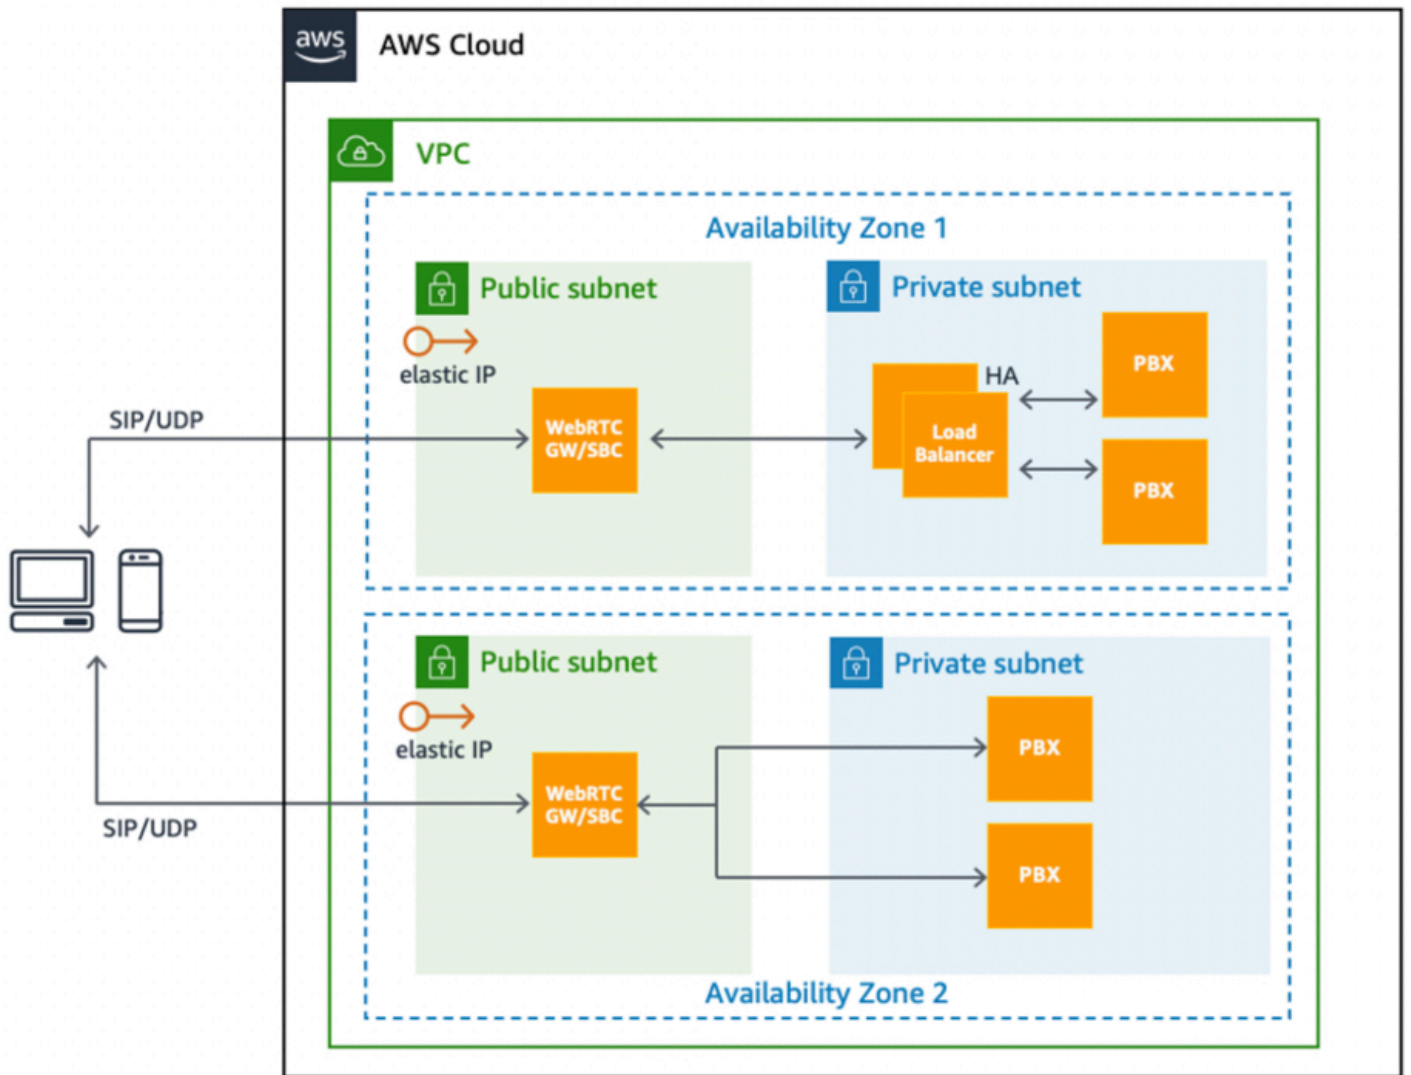 aws
AWS Cloud
VPC
Availability Zone 1
Public subnet
Private subnet
elastic IP
SIP/UDP
WebRTC
GW/SBC
HA
Load
Balancer
PBX
PBX
Public subnet
Private subnet
elastic IP
SIP/UDP
WebRTC
GW/SBC
PBX
PBX
Availability Zone 2